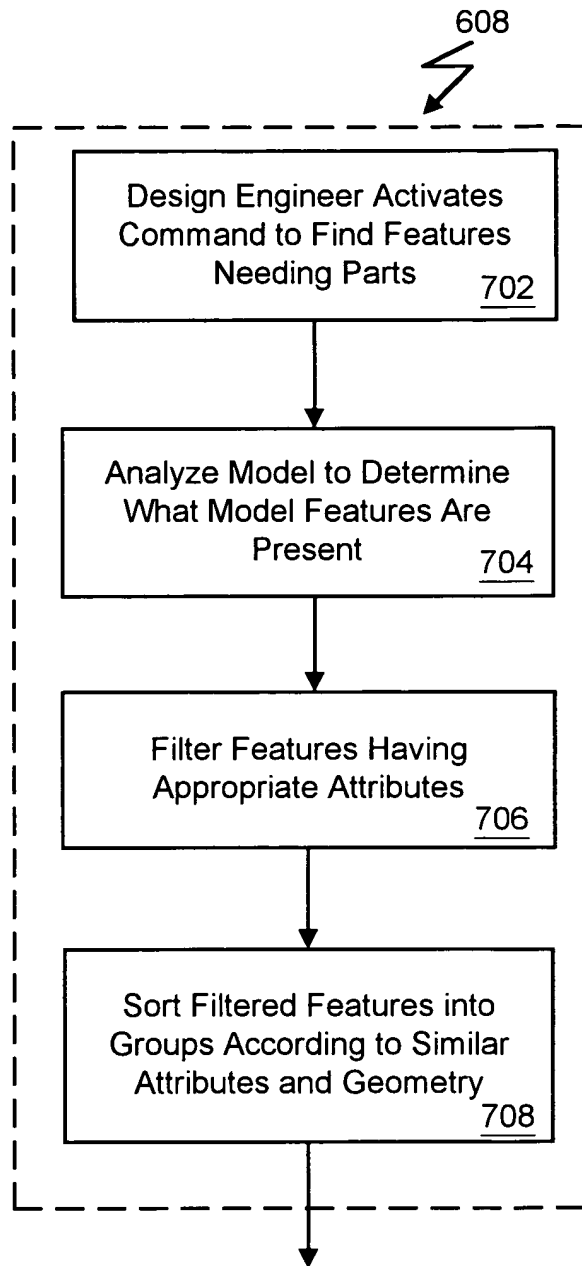 608
Design Engineer Activates
Command to Find Features
Needing Parts
702
Analyze Model to Determine
What Model Features Are
Present
704
Filter Features Having
Appropriate Attributes
706
Sort Filtered Features into
Groups According to Similar
Attributes and Geometry
708